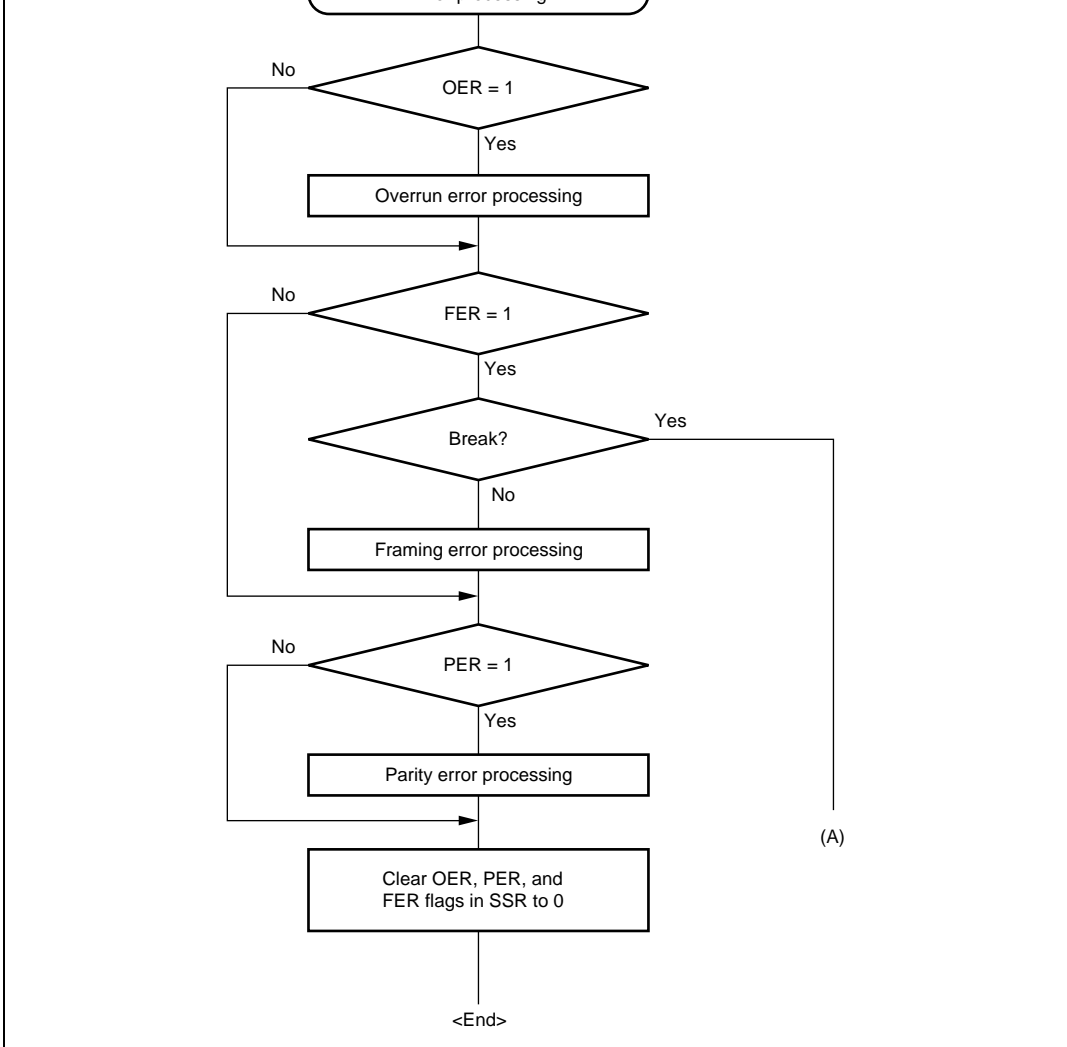 No
OER = 1
Yes
Overrun error processing
No
FER = 1
Yes
Yes
Break?
No
Framing error processing
No
PER = 1
Yes
Parity error processing
(A)
Clear OER, PER, and
FER flags in SSR to 0
<End>